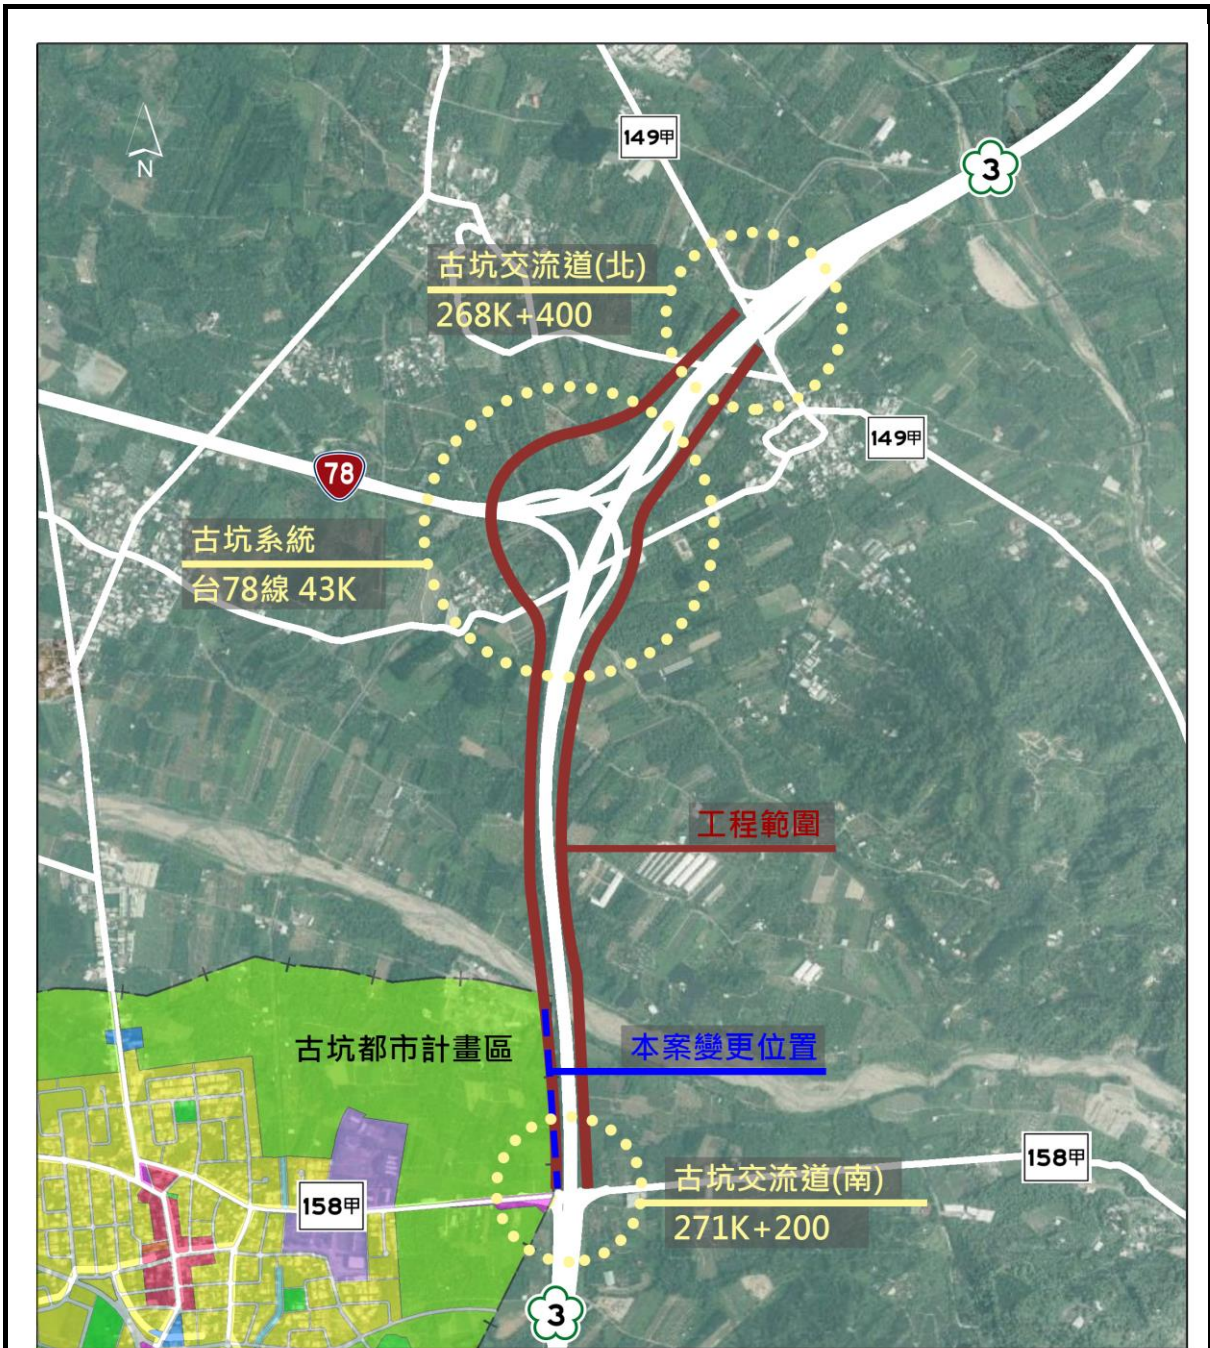 149甲
3
N
古坑交流道(北)
268K+400
149甲
78
古坑系統
台78線 43K
工程範圍
古坑都市計畫區
本案變更位置
158甲
古坑交流道(南)
271K+200
158甲
3